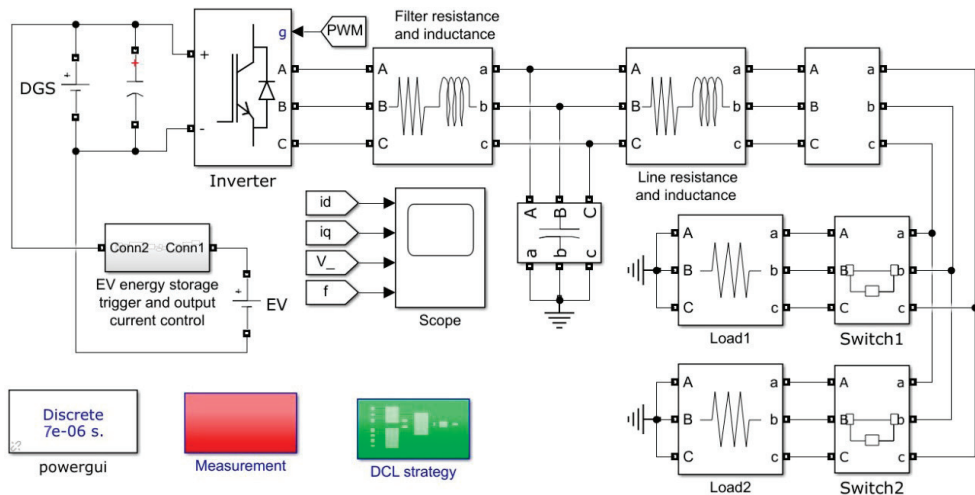 Filter resistance
and inductance
g
PWM
DGS
+
+
+
-
A
B
C
Inverter
A
B
C
a
b
c
A
B
C
a
b
c
Line resistance
and inductance
A
B
C
a
b
c
A
B
C
a
b
c
id
iq
V_
f
Scope
Conn2
Conn1
EV energy storage
trigger and output
current control
+
EV
A
B
C
a
b
c
Load1
A
B
C
a
b
c
Switch1
A
B
C
a
b
c
Load2
A
B
C
a
b
c
Switch2
Discrete
7e-06 s.
powergui
Measurement
DCL strategy